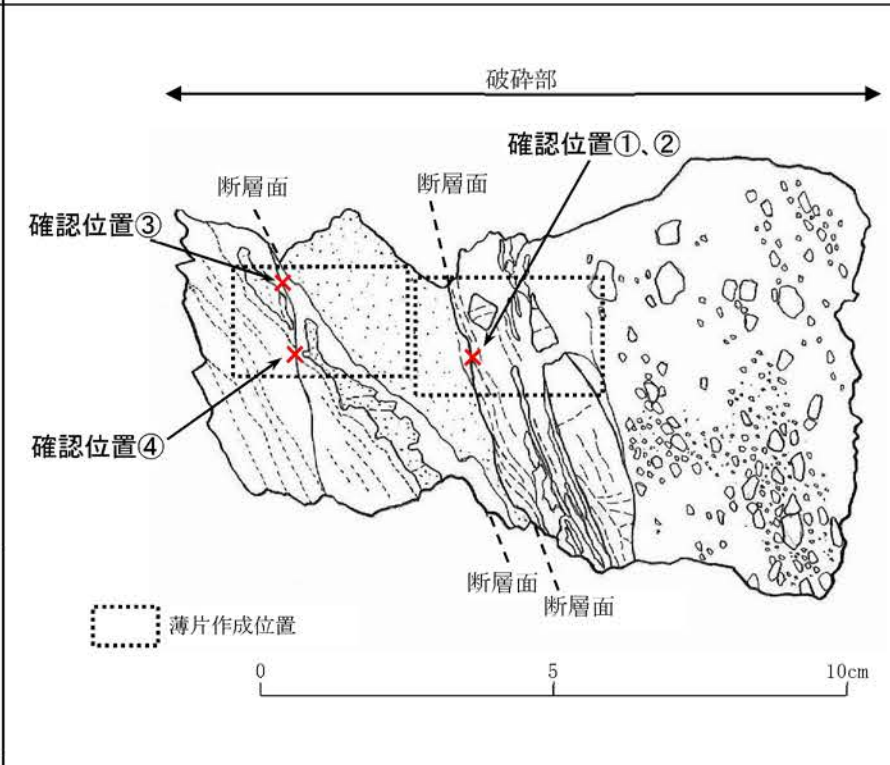 破砕部
確認位置①、②
断層面
断層面
確認位置③
確認位置④
断層面
断層面
薄片作成位置
0
5
10cm